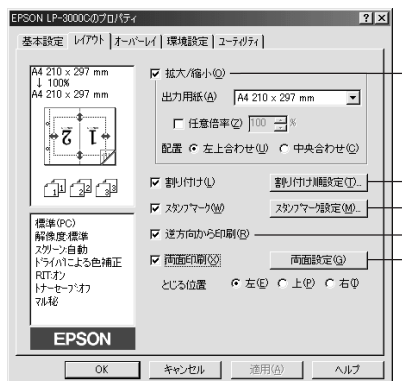 EPSON LP-3000Cのプロパティ
基本設定 レイアウト オーバーレイ 環境設定 ユーティリティ
A4 210 x 297 mm
↓ 100%
A4 210 x 297 mm
2 1
1 1 2 2 3 3
標準(PC)
解像度:標準
スクリーン:自動
ドライバによる色補正
RIT:オン
トナーセーブ:オフ
マル秘
EPSON
拡大/縮小(O)
出力用紙(A) A4 210 x 297 mm
任意倍率(Z) 100 %
配置 左上合わせ(U) 中央合わせ(C)
割り付け(L) 割り付け順設定(T)...
スタンプマーク(W) スタンプマーク設定(M)...
逆方向から印刷(R)
両面印刷(X) 両面設定(G)
とじる位置 左(E) 上(P) 右(I)
OK キャンセル 適用(A) ヘルプ